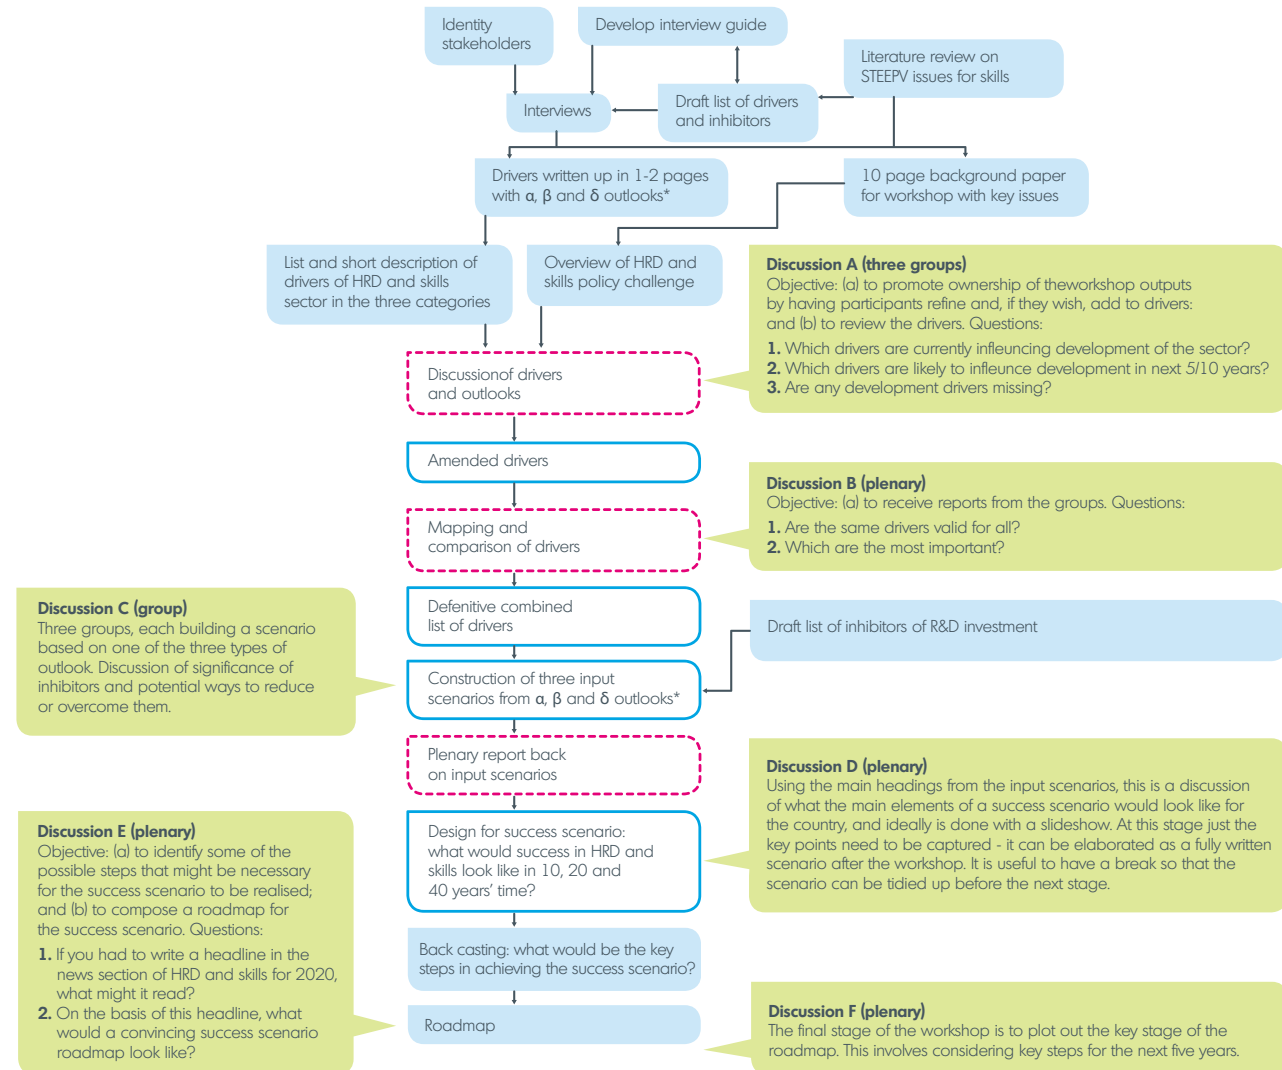 Identity
stakeholders
Develop interview guide
Literature review on
STEEPV issues for skills
Interviews
Draft list of drivers
and inhibitors
Drivers written up in 1-2 pages
with α, β and δ outlooks*
10 page background paper
for workshop with key issues
List and short description of
drivers of HRD and skills
sector in the three categories
Overview of HRD and
skills policy challenge
Discussion A (three groups)
Objective: (a) to promote ownership of theworkshop outputs
by having participants refine and, if they wish, add to drivers:
and (b) to review the drivers. Questions:
1. Which drivers are currently infleuncing development of the sector?
2. Which drivers are likely to infleunce development in next 5/10 years?
3. Are any development drivers missing?
Discussionof drivers
and outlooks
Amended drivers
Discussion B (plenary)
Objective: (a) to receive reports from the groups. Questions:
1. Are the same drivers valid for all?
2. Which are the most important?
Mapping and
comparison of drivers
Defenitive combined
list of drivers
Discussion C (group)
Three groups, each building a scenario
based on one of the three types of
outlook. Discussion of significance of
inhibitors and potential ways to reduce
or overcome them.
Draft list of inhibitors of R&D investment
Construction of three input
scenarios from α, β and δ outlooks*
Plenary report back
on input scenarios
Discussion D (plenary)
Using the main headings from the input scenarios, this is a discussion
of what the main elements of a success scenario would look like for
the country, and ideally is done with a slideshow. At this stage just the
key points need to be captured - it can be elaborated as a fully written
scenario after the workshop. It is useful to have a break so that the
scenario can be tidied up before the next stage.
Design for success scenario:
what would success in HRD and
skills look like in 10, 20 and
40 years' time?
Discussion E (plenary)
Objective: (a) to identify some of the
possible steps that might be necessary
for the success scenario to be realised;
and (b) to compose a roadmap for
the success scenario. Questions:
1. If you had to write a headline in the
news section of HRD and skills for 2020,
what might it read?
2. On the basis of this headline, what
would a convincing success scenario
roadmap look like?
Back casting: what would be the key
steps in achieving the success scenario?
Roadmap
Discussion F (plenary)
The final stage of the workshop is to plot out the key stage of the
roadmap. This involves considering key steps for the next five years.